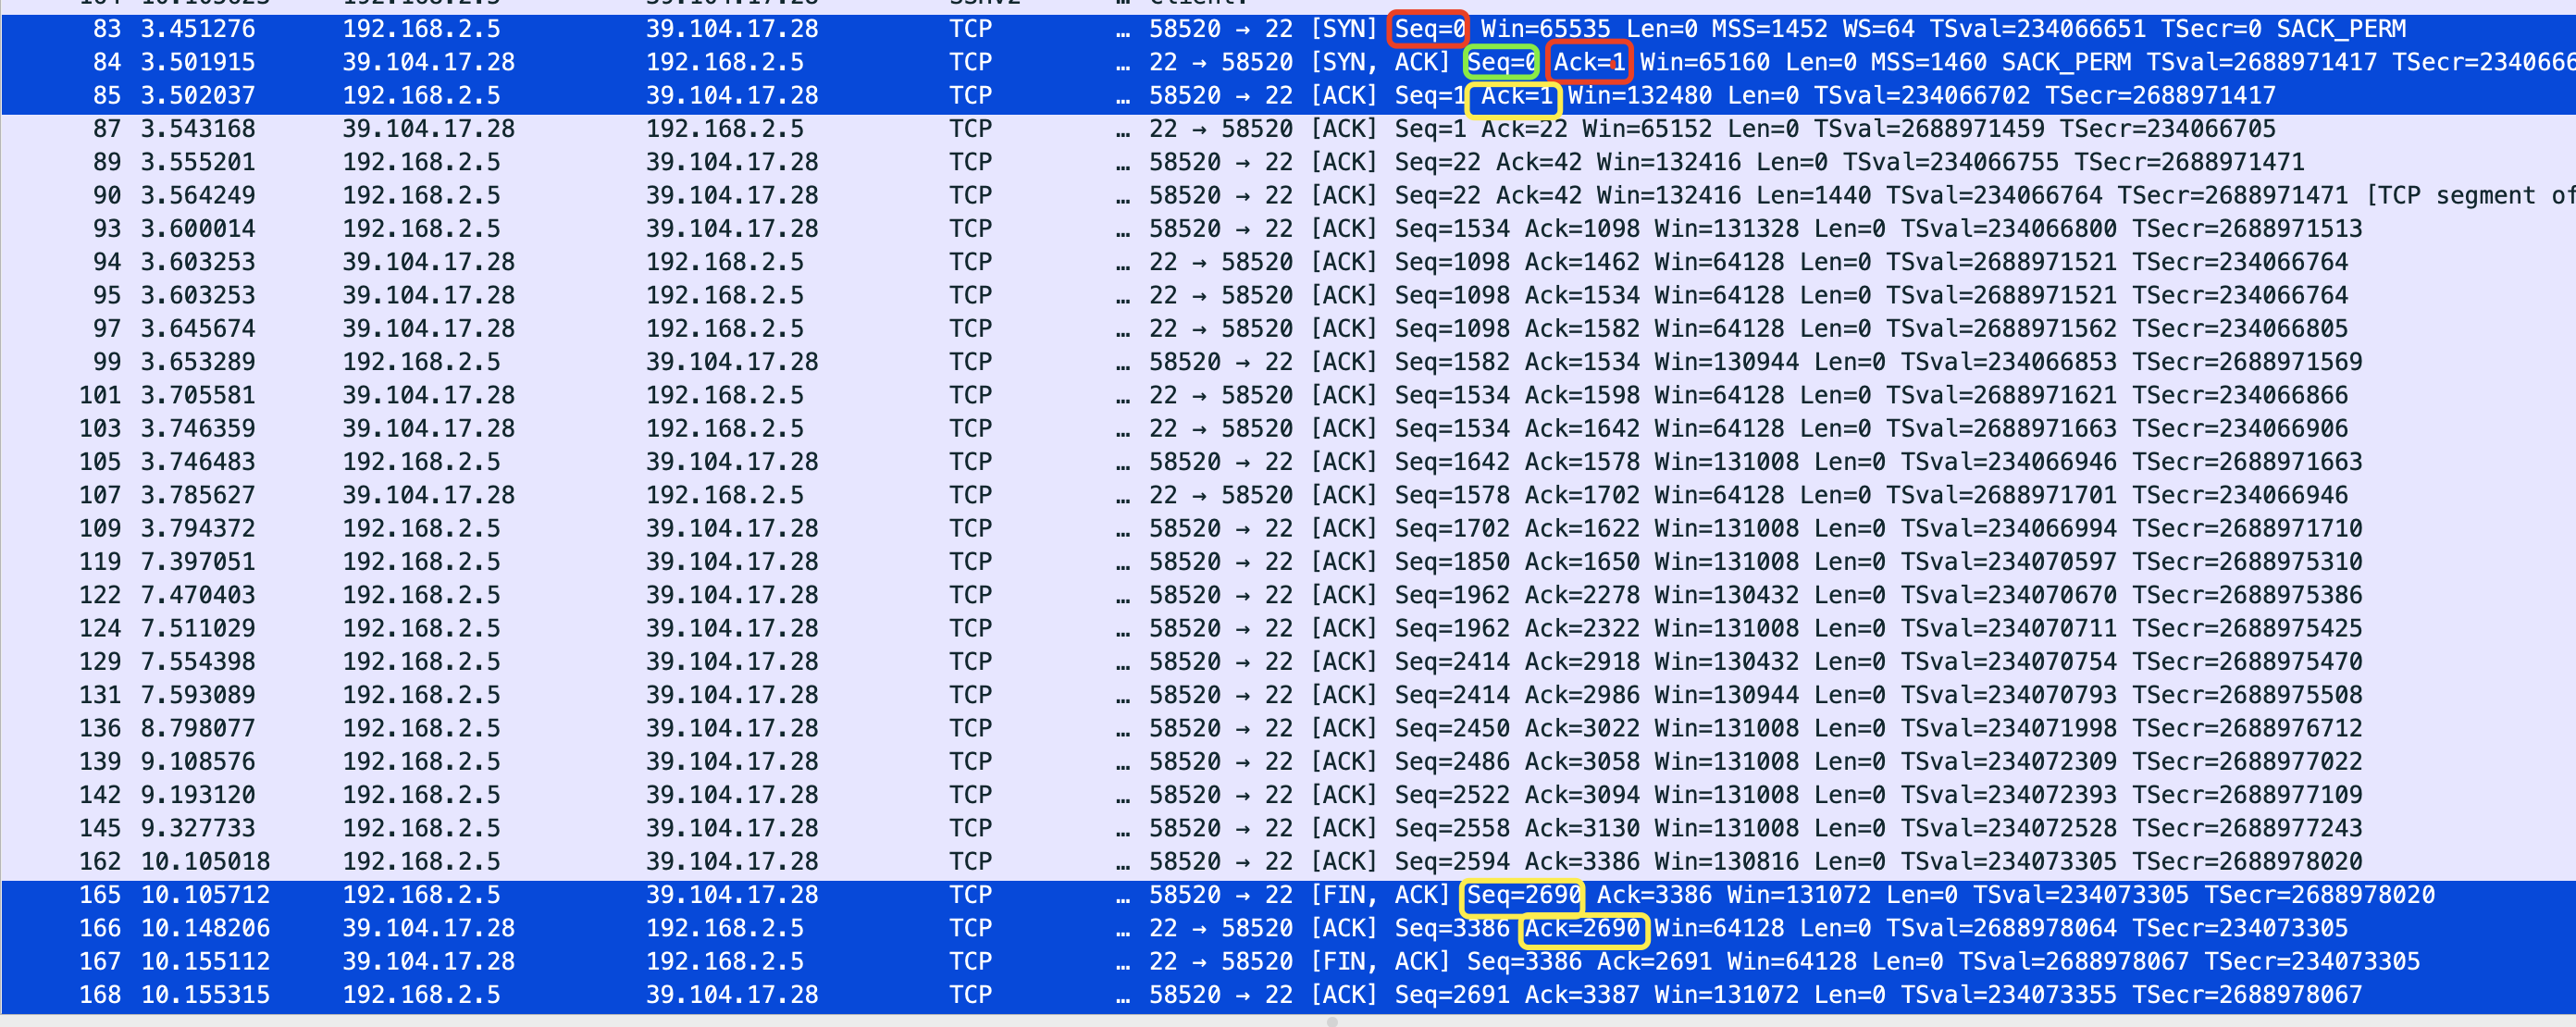 83 3.451276 192.168.2.5 39.104.17.28 TCP … 58520 → 22 [SYN] Seq=0 Win=65535 Len=0 MSS=1452 WS=64 TSval=234066651 TSecr=0 SACK_PERM
84 3.501915 39.104.17.28 192.168.2.5 TCP … 22 → 58520 [SYN, ACK] Seq=0 Ack=1 Win=65160 Len=0 MSS=1460 SACK_PERM TSval=2688971417 TSecr=2340666
85 3.502037 192.168.2.5 39.104.17.28 TCP … 58520 → 22 [ACK] Seq=1 Ack=1 Win=132480 Len=0 TSval=234066702 TSecr=2688971417
87 3.543168 39.104.17.28 192.168.2.5 TCP … 22 → 58520 [ACK] Seq=1 Ack=22 Win=65152 Len=0 TSval=2688971459 TSecr=234066705
89 3.555201 192.168.2.5 39.104.17.28 TCP … 58520 → 22 [ACK] Seq=22 Ack=42 Win=132416 Len=0 TSval=234066755 TSecr=2688971471
90 3.564249 192.168.2.5 39.104.17.28 TCP … 58520 → 22 [ACK] Seq=22 Ack=42 Win=132416 Len=1440 TSval=234066764 TSecr=2688971471 [TCP segment of
93 3.600014 192.168.2.5 39.104.17.28 TCP … 58520 → 22 [ACK] Seq=1534 Ack=1098 Win=131328 Len=0 TSval=234066800 TSecr=2688971513
94 3.603253 39.104.17.28 192.168.2.5 TCP … 22 → 58520 [ACK] Seq=1098 Ack=1462 Win=64128 Len=0 TSval=2688971521 TSecr=234066764
95 3.603253 39.104.17.28 192.168.2.5 TCP … 22 → 58520 [ACK] Seq=1098 Ack=1534 Win=64128 Len=0 TSval=2688971521 TSecr=234066764
97 3.645674 39.104.17.28 192.168.2.5 TCP … 22 → 58520 [ACK] Seq=1098 Ack=1582 Win=64128 Len=0 TSval=2688971562 TSecr=234066805
99 3.653289 192.168.2.5 39.104.17.28 TCP … 58520 → 22 [ACK] Seq=1582 Ack=1534 Win=130944 Len=0 TSval=234066853 TSecr=2688971569
101 3.705581 39.104.17.28 192.168.2.5 TCP … 22 → 58520 [ACK] Seq=1534 Ack=1598 Win=64128 Len=0 TSval=2688971621 TSecr=234066866
103 3.746359 39.104.17.28 192.168.2.5 TCP … 22 → 58520 [ACK] Seq=1534 Ack=1642 Win=64128 Len=0 TSval=2688971663 TSecr=234066906
105 3.746483 192.168.2.5 39.104.17.28 TCP … 58520 → 22 [ACK] Seq=1642 Ack=1578 Win=131008 Len=0 TSval=234066946 TSecr=2688971663
107 3.785627 39.104.17.28 192.168.2.5 TCP … 22 → 58520 [ACK] Seq=1578 Ack=1702 Win=64128 Len=0 TSval=2688971701 TSecr=234066946
109 3.794372 192.168.2.5 39.104.17.28 TCP … 58520 → 22 [ACK] Seq=1702 Ack=1622 Win=131008 Len=0 TSval=234066994 TSecr=2688971710
119 7.397051 192.168.2.5 39.104.17.28 TCP … 58520 → 22 [ACK] Seq=1850 Ack=1650 Win=131008 Len=0 TSval=234070597 TSecr=2688975310
122 7.470403 192.168.2.5 39.104.17.28 TCP … 58520 → 22 [ACK] Seq=1962 Ack=2278 Win=130432 Len=0 TSval=234070670 TSecr=2688975386
124 7.511029 192.168.2.5 39.104.17.28 TCP … 58520 → 22 [ACK] Seq=1962 Ack=2322 Win=131008 Len=0 TSval=234070711 TSecr=2688975425
129 7.554398 192.168.2.5 39.104.17.28 TCP … 58520 → 22 [ACK] Seq=2414 Ack=2918 Win=130432 Len=0 TSval=234070754 TSecr=2688975470
131 7.593089 192.168.2.5 39.104.17.28 TCP … 58520 → 22 [ACK] Seq=2414 Ack=2986 Win=130944 Len=0 TSval=234070793 TSecr=2688975508
136 8.798077 192.168.2.5 39.104.17.28 TCP … 58520 → 22 [ACK] Seq=2450 Ack=3022 Win=131008 Len=0 TSval=234071998 TSecr=2688976712
139 9.108576 192.168.2.5 39.104.17.28 TCP … 58520 → 22 [ACK] Seq=2486 Ack=3058 Win=131008 Len=0 TSval=234072309 TSecr=2688977022
142 9.193120 192.168.2.5 39.104.17.28 TCP … 58520 → 22 [ACK] Seq=2522 Ack=3094 Win=131008 Len=0 TSval=234072393 TSecr=2688977109
145 9.327733 192.168.2.5 39.104.17.28 TCP … 58520 → 22 [ACK] Seq=2558 Ack=3130 Win=131008 Len=0 TSval=234072528 TSecr=2688977243
162 10.105018 192.168.2.5 39.104.17.28 TCP … 58520 → 22 [ACK] Seq=2594 Ack=3386 Win=130816 Len=0 TSval=234073305 TSecr=2688978020
165 10.105712 192.168.2.5 39.104.17.28 TCP … 58520 → 22 [FIN, ACK] Seq=2690 Ack=3386 Win=131072 Len=0 TSval=234073305 TSecr=2688978020
166 10.148206 39.104.17.28 192.168.2.5 TCP … 22 → 58520 [ACK] Seq=3386 Ack=2690 Win=64128 Len=0 TSval=2688978064 TSecr=234073305
167 10.155112 39.104.17.28 192.168.2.5 TCP … 22 → 58520 [FIN, ACK] Seq=3386 Ack=2691 Win=64128 Len=0 TSval=2688978067 TSecr=234073305
168 10.155315 192.168.2.5 39.104.17.28 TCP … 58520 → 22 [ACK] Seq=2691 Ack=3387 Win=131072 Len=0 TSval=234073355 TSecr=2688978067